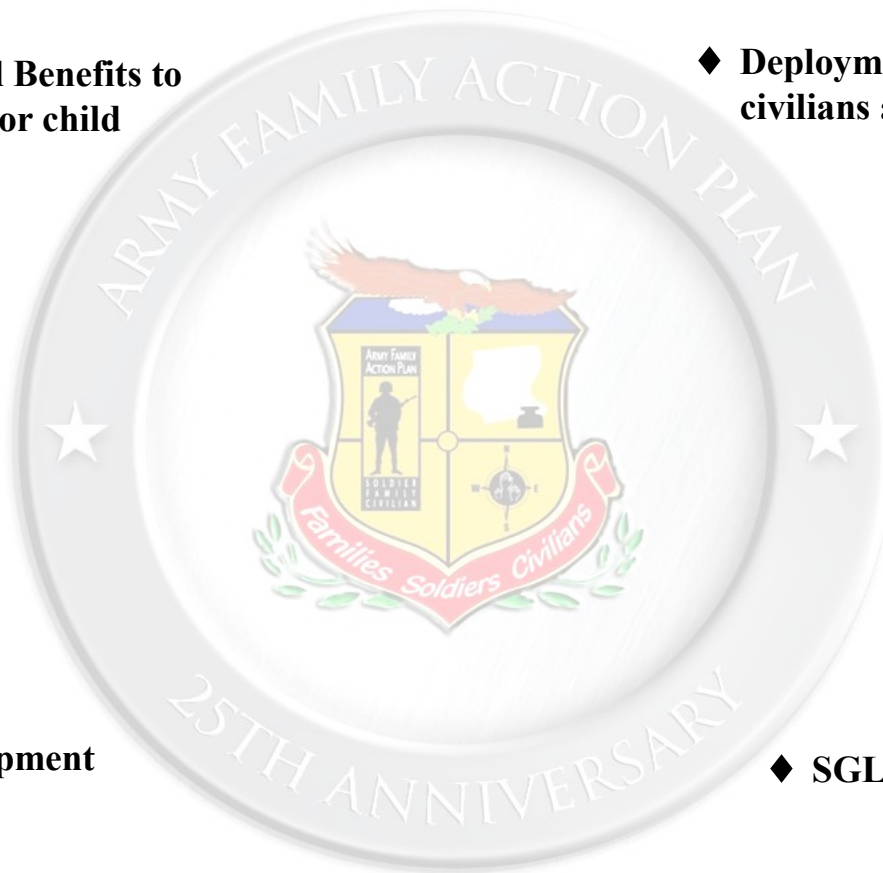 l Benefits to
or child
♦ Deploym
civilians a
ARMY FAMILY ACTION PLAN
ARMY FAMILY
ACTION PLAN
SOLDIER
FAMILY
CIVILIAN
N
W E
S
Families Soldiers Civilians
25TH ANNIVERSARY
pment
♦ SGL